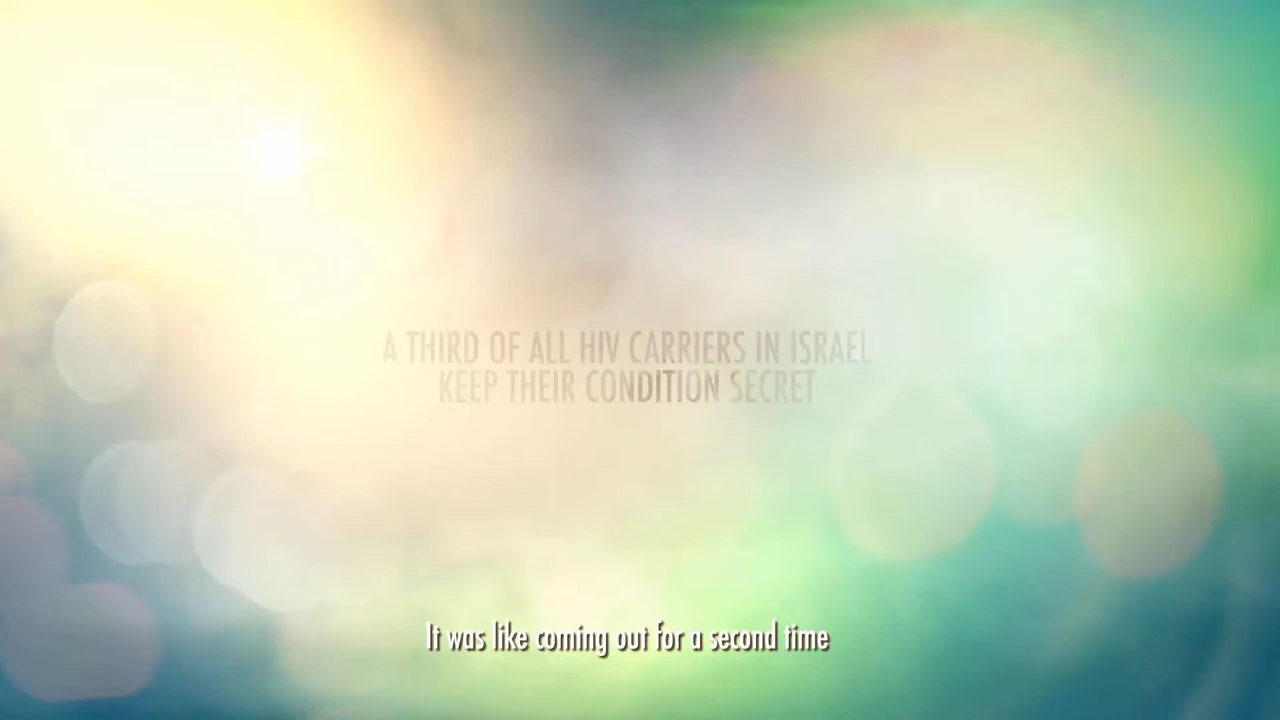 A THIRD OF ALL HIV CARRIERS IN ISRAEL
KEEP THEIR CONDITION SECRET
It was like coming out for a second time